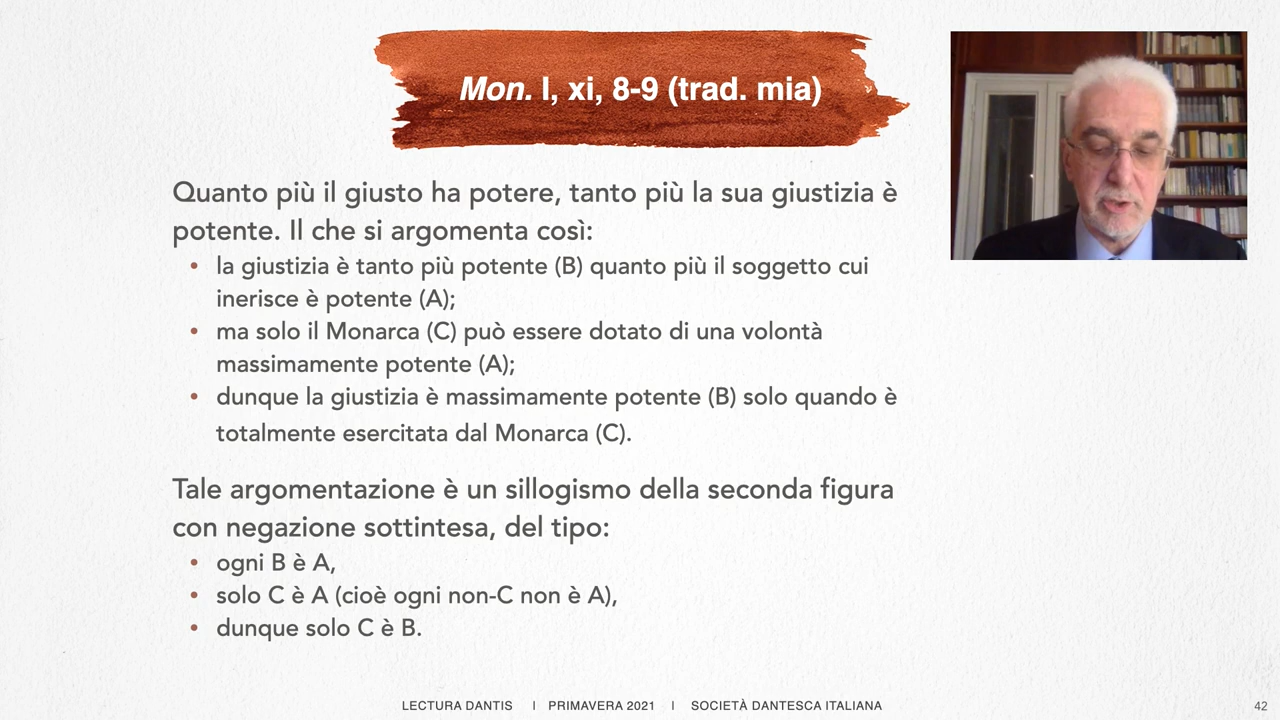 Mon. I, xi, 8-9 (trad. mia)
Quanto più il giusto ha potere, tanto più la sua giustizia è
potente. Il che si argomenta così:
• la giustizia è tanto più potente (B) quanto più il soggetto cui
inerisce è potente (A);
• ma solo il Monarca (C) può essere dotato di una volontà
massimamente potente (A);
• dunque la giustizia è massimamente potente (B) solo quando è
totalmente esercitata dal Monarca (C).
Tale argomentazione è un sillogismo della seconda figura
con negazione sottintesa, del tipo:
• ogni B è A,
• solo C è A (cioè ogni non-C non è A),
• dunque solo C è B.
LECTURA DANTIS | PRIMAVERA 2021 | SOCIETÀ DANTESCA ITALIANA
42